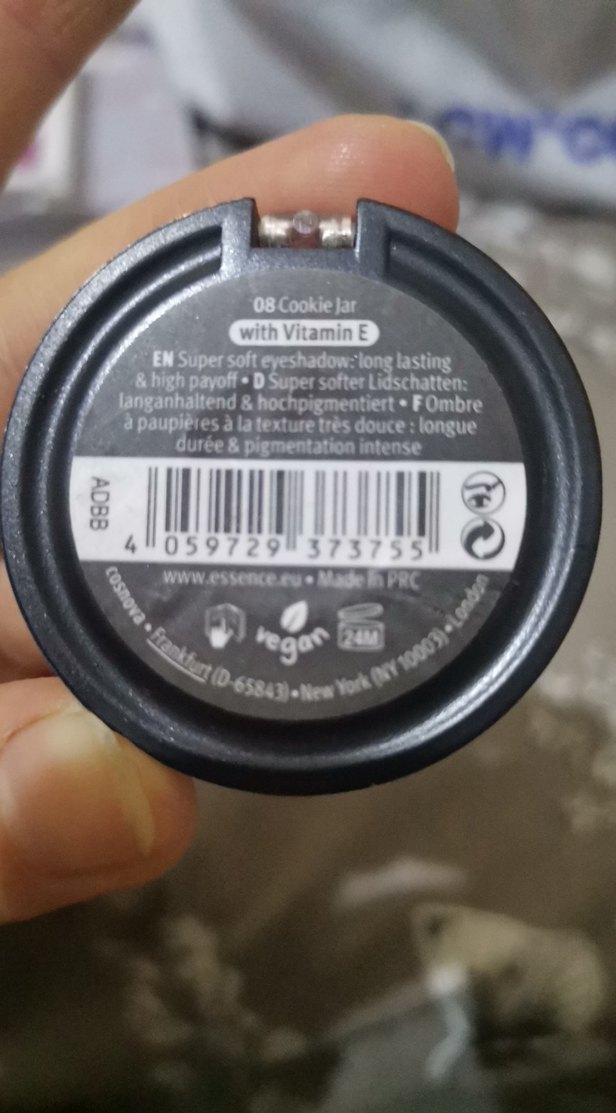 08 Cookie Jar
with Vitamin E
EN Super soft eyeshadow: long lasting
& high payoff • D Super softer Lidschatten:
langanhaltend & hochpigmentiert • F Ombre
à paupières à la texture très douce : longue
durée & pigmentation intense
ADBB
4 059729 373755
www.essence.eu • Made in PRC
vegan
24M
cosnova • Frankfurt (D-65843) • New York (NY 10003) • London